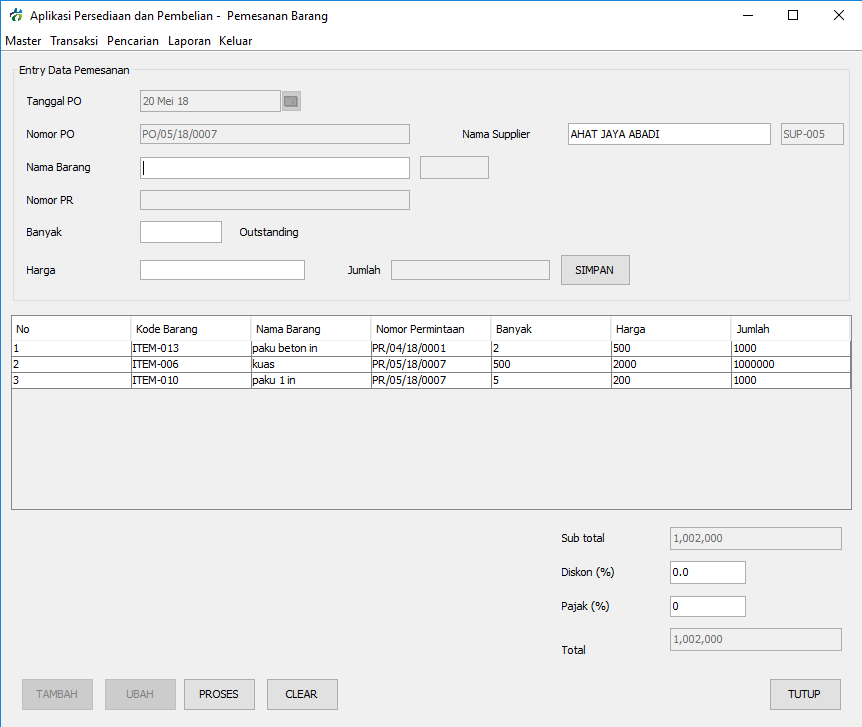 Aplikasi Persediaan dan Pembelian - Pemesanan Barang
Master Transaksi Pencarian Laporan Keluar
Entry Data Pemesanan
Tanggal PO 20 Mei 18
Nomor PO PO/05/18/0007 Nama Supplier AHAT JAYA ABADI SUP-005
Nama Barang
Nomor PR
Banyak Outstanding
Harga Jumlah SIMPAN
No Kode Barang Nama Barang Nomor Permintaan Banyak Harga Jumlah
1 ITEM-013 paku beton in PR/04/18/0001 2 500 1000
2 ITEM-006 kuas PR/05/18/0007 500 2000 1000000
3 ITEM-010 paku 1 in PR/05/18/0007 5 200 1000
Sub total 1,002,000
Diskon (%) 0.0
Pajak (%) 0
Total 1,002,000
TAMBAH UBAH PROSES CLEAR TUTUP